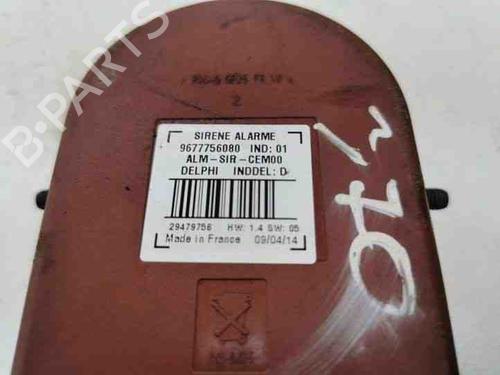 2
SIRENE ALARME
9677756080 IND: 01
ALM-SIR-CEM00
DELPHI INDDEL: D
29479756 HW: 1.4 SW: 05
Made in France 09/04/14
B-PARTS